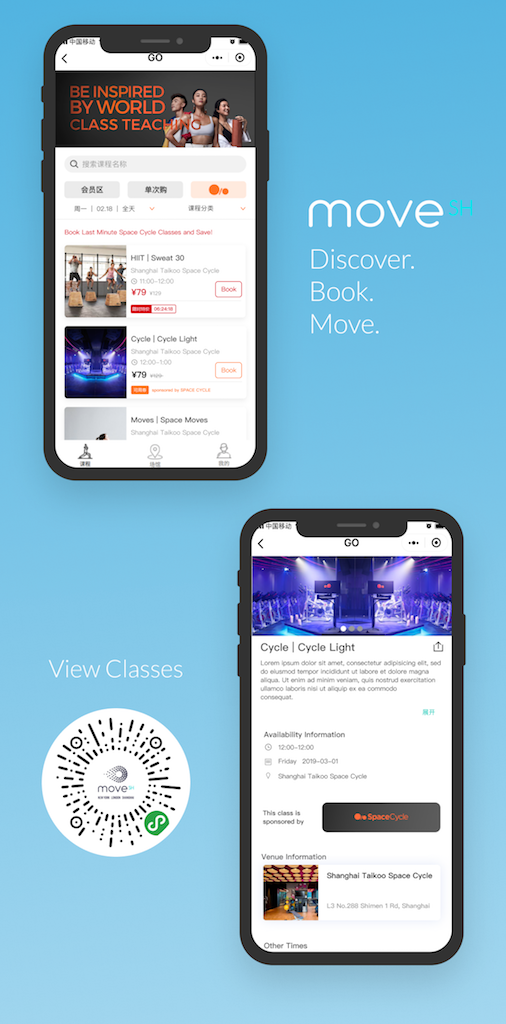 中国移动
GO
BE INSPIRED
BY WORLD
CLASS TEACHING
搜索课程名称
会员区
单次购
周一 | 02.18 | 全天
课程分类
Book Last Minute Space Cycle Classes and Save!
HIIT | Sweat 30
Shanghai Taikoo Space Cycle
11:00-12:00
¥79 ¥129
Book
限时特价 06:24:18
Cycle | Cycle Light
Shanghai Taikoo Space Cycle
12:00-1:00
¥79
Book
sponsored by SPACE CYCLE
Moves | Space Moves
Shanghai Taikoo Space Cycle
课程
场馆
我的
move SH
Discover.
Book.
Move.
中国移动
GO
Cycle | Cycle Light
Lorem ipsum dolor sit amet, consectetur adipisicing elit, sed
do eiusmod tempor incididunt ut labore et dolore magna
aliqua. Ut enim ad minim veniam, quis nostrud exercitation
ullamco laboris nisi ut aliquip ex ea commodo
consequat.
展开
Availability Information
12:00-12:00
Friday 2019-03-01
Shanghai Taikoo Space Cycle
This class is
sponsored by
SpaceCycle
Venue Information
Shanghai Taikoo Space Cycle
L3 No.288 Shimen 1 Rd, Shanghai
Other Times
View Classes
move SH